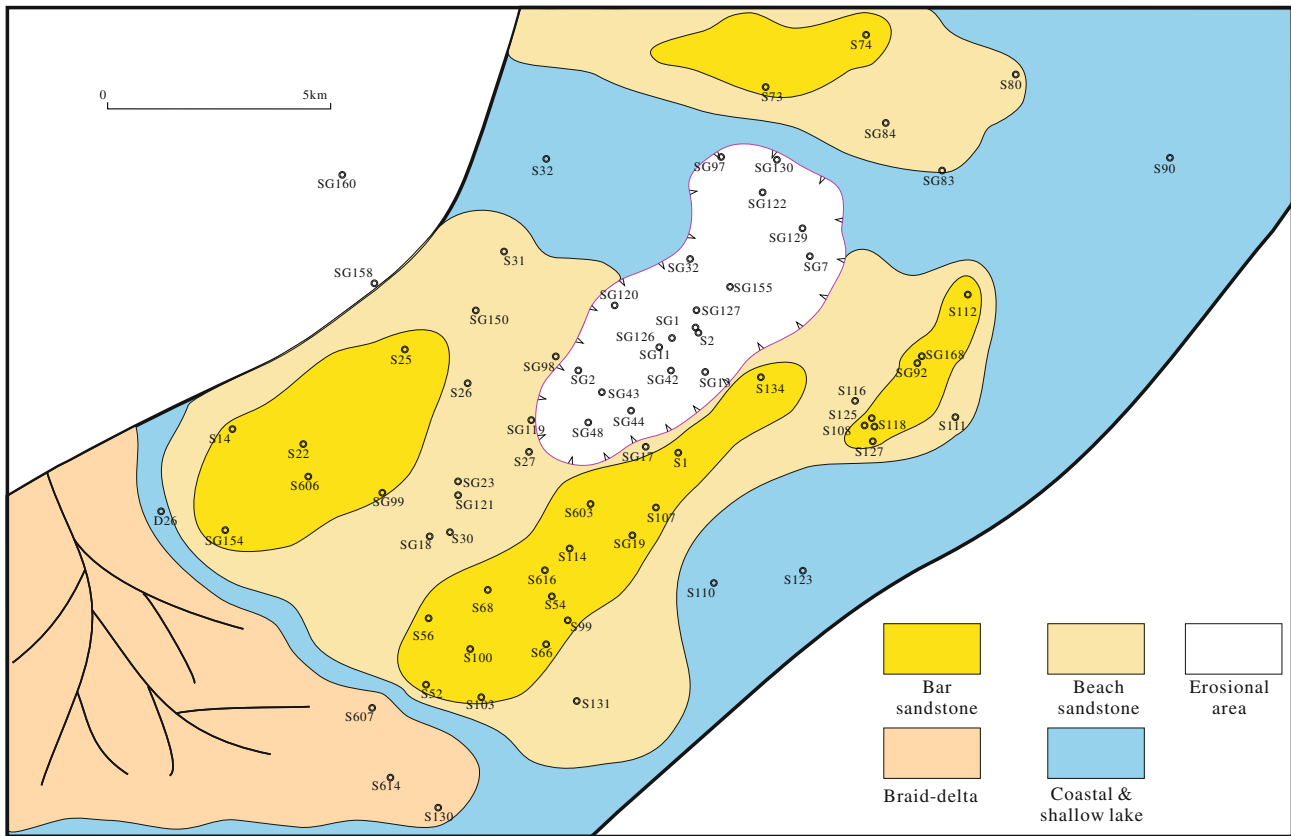 S74
0 5km
S73
S80
SG84
S32
SG97
SG130
SG83
S90
SG160
SG122
SG129
S31
SG32
SG7
SG158
SG155
SG120
S112
SG150
SG127
SG1
S2
SG126
SG11
S25
SG98
SG168
SG92
SG2
SG42
SG13
S134
S26
SG43
S116
SG44
S125
S14
SG119
SG48
S108
S118
S111
S22
S27
SG17
S1
S127
S606
SG23
SG99
SG121
S603
S107
D26
SG154
SG18
S30
SG19
S114
S616
S123
S110
S68
S54
S56
S99
S100
S66
S52
S103
S131
S607
S614
S130
Bar
sandstone
Beach
sandstone
Erosional
area
Braid-delta
Coastal &
shallow lake